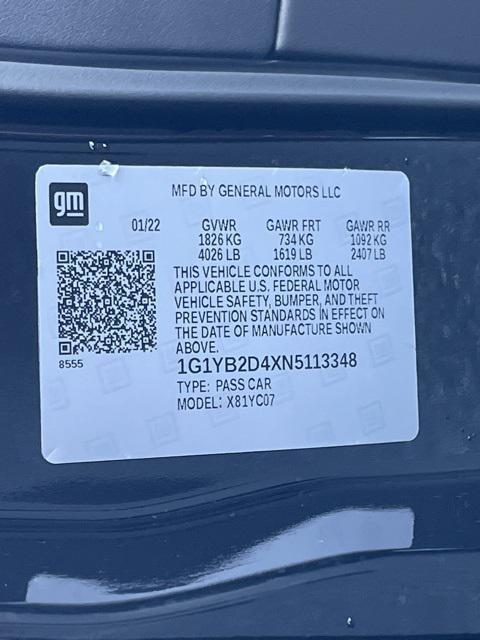 gm
MFD BY GENERAL MOTORS LLC
01/22 GVWR GAWR FRT GAWR RR
1826 KG 734 KG 1092 KG
4026 LB 1619 LB 2407 LB
THIS VEHICLE CONFORMS TO ALL
APPLICABLE U.S. FEDERAL MOTOR
VEHICLE SAFETY, BUMPER, AND THEFT
PREVENTION STANDARDS IN EFFECT ON
THE DATE OF MANUFACTURE SHOWN
ABOVE.
8555
1G1YB2D4XN5113348
TYPE: PASS CAR
MODEL: X81YC07